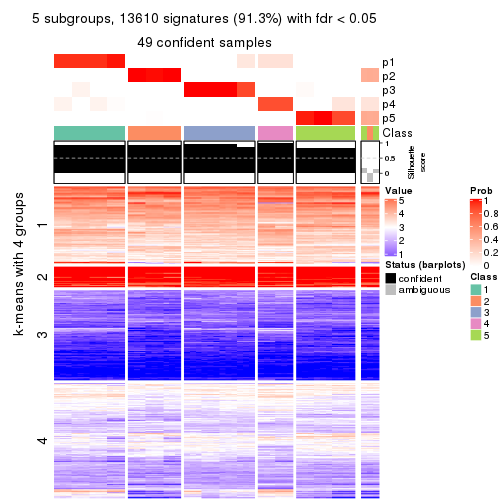 5 subgroups, 13610 signatures (91.3%) with fdr < 0.05
49 confident samples
p1
p2
p3
p4
p5
Class
1
0.5
0
Silhouette
score
k-means with 4 groups
1
2
3
4
Value
5
4
3
2
1
Status (barplots)
confident
ambiguous
Prob
1
0.8
0.6
0.4
0.2
0
Class
1
2
3
4
5